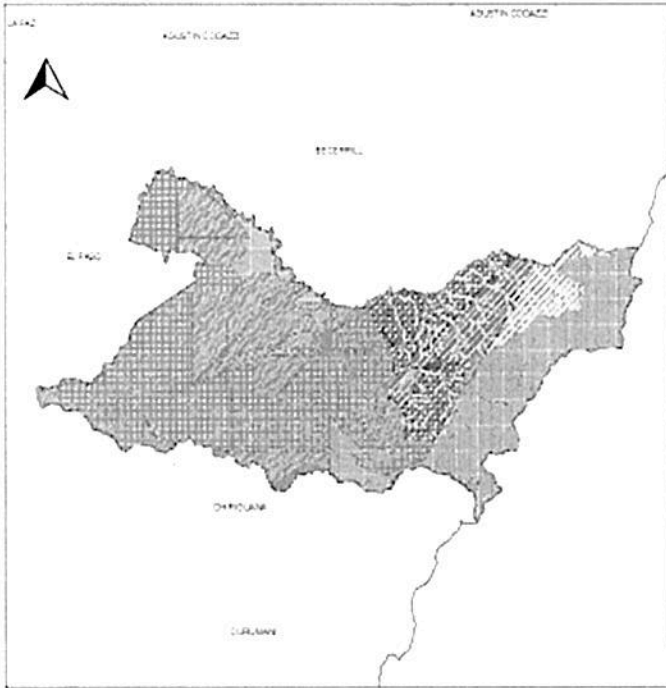 LA PAZ
AGUSTIN CODAZZI
AGUSTIN CODAZZI
BECERRIL
EL PASO
CHIRIGUANA
CURUMANI